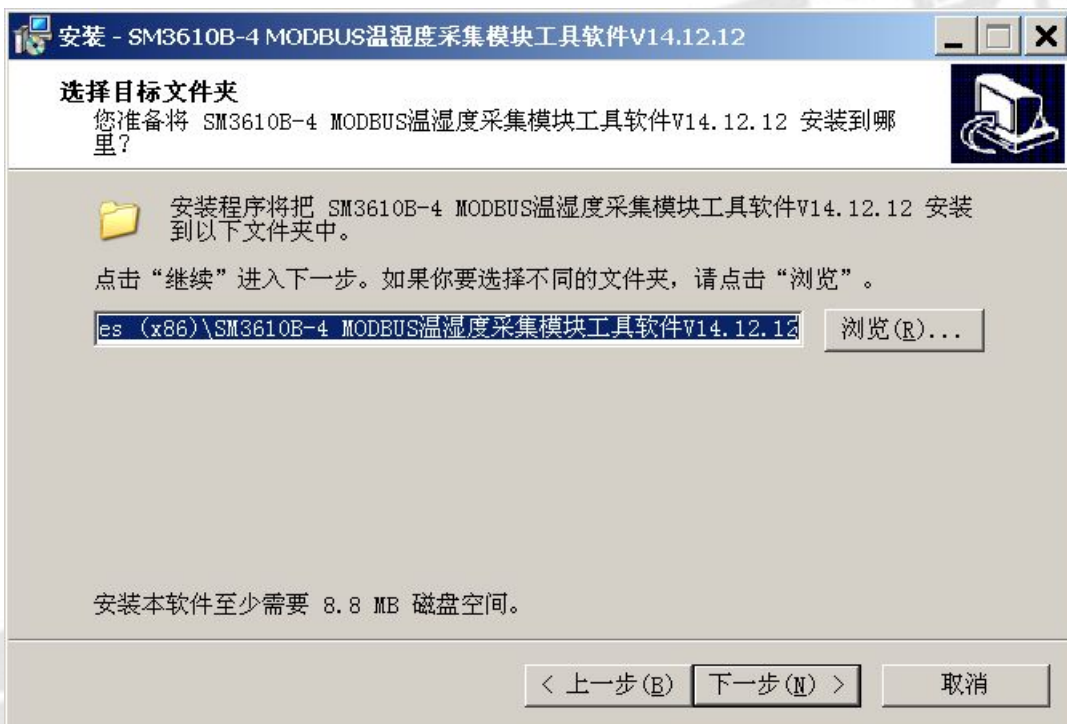 安装 - SM3610B-4 MODBUS温湿度采集模块工具软件V14.12.12
选择目标文件夹
您准备将 SM3610B-4 MODBUS温湿度采集模块工具软件V14.12.12 安装到哪
里?
安装程序将把 SM3610B-4 MODBUS温湿度采集模块工具软件V14.12.12 安装
到以下文件夹中。
点击“继续”进入下一步。如果你要选择不同的文件夹，请点击“浏览”。
es (x86)\SM3610B-4 MODBUS温湿度采集模块工具软件V14.12.12
浏览(R)...
安装本软件至少需要 8.8 MB 磁盘空间。
< 上一步(B) 下一步(N) > 取消